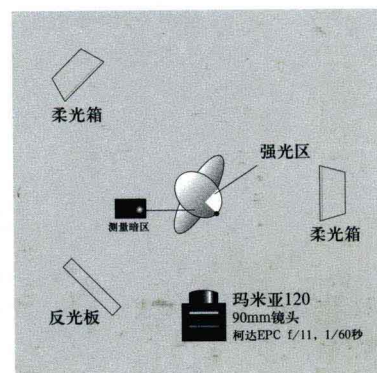 柔光箱
强光区
测量暗区
柔光箱
反光板
玛米亚120
90mm镜头
柯达EPC f/11, 1/60秒